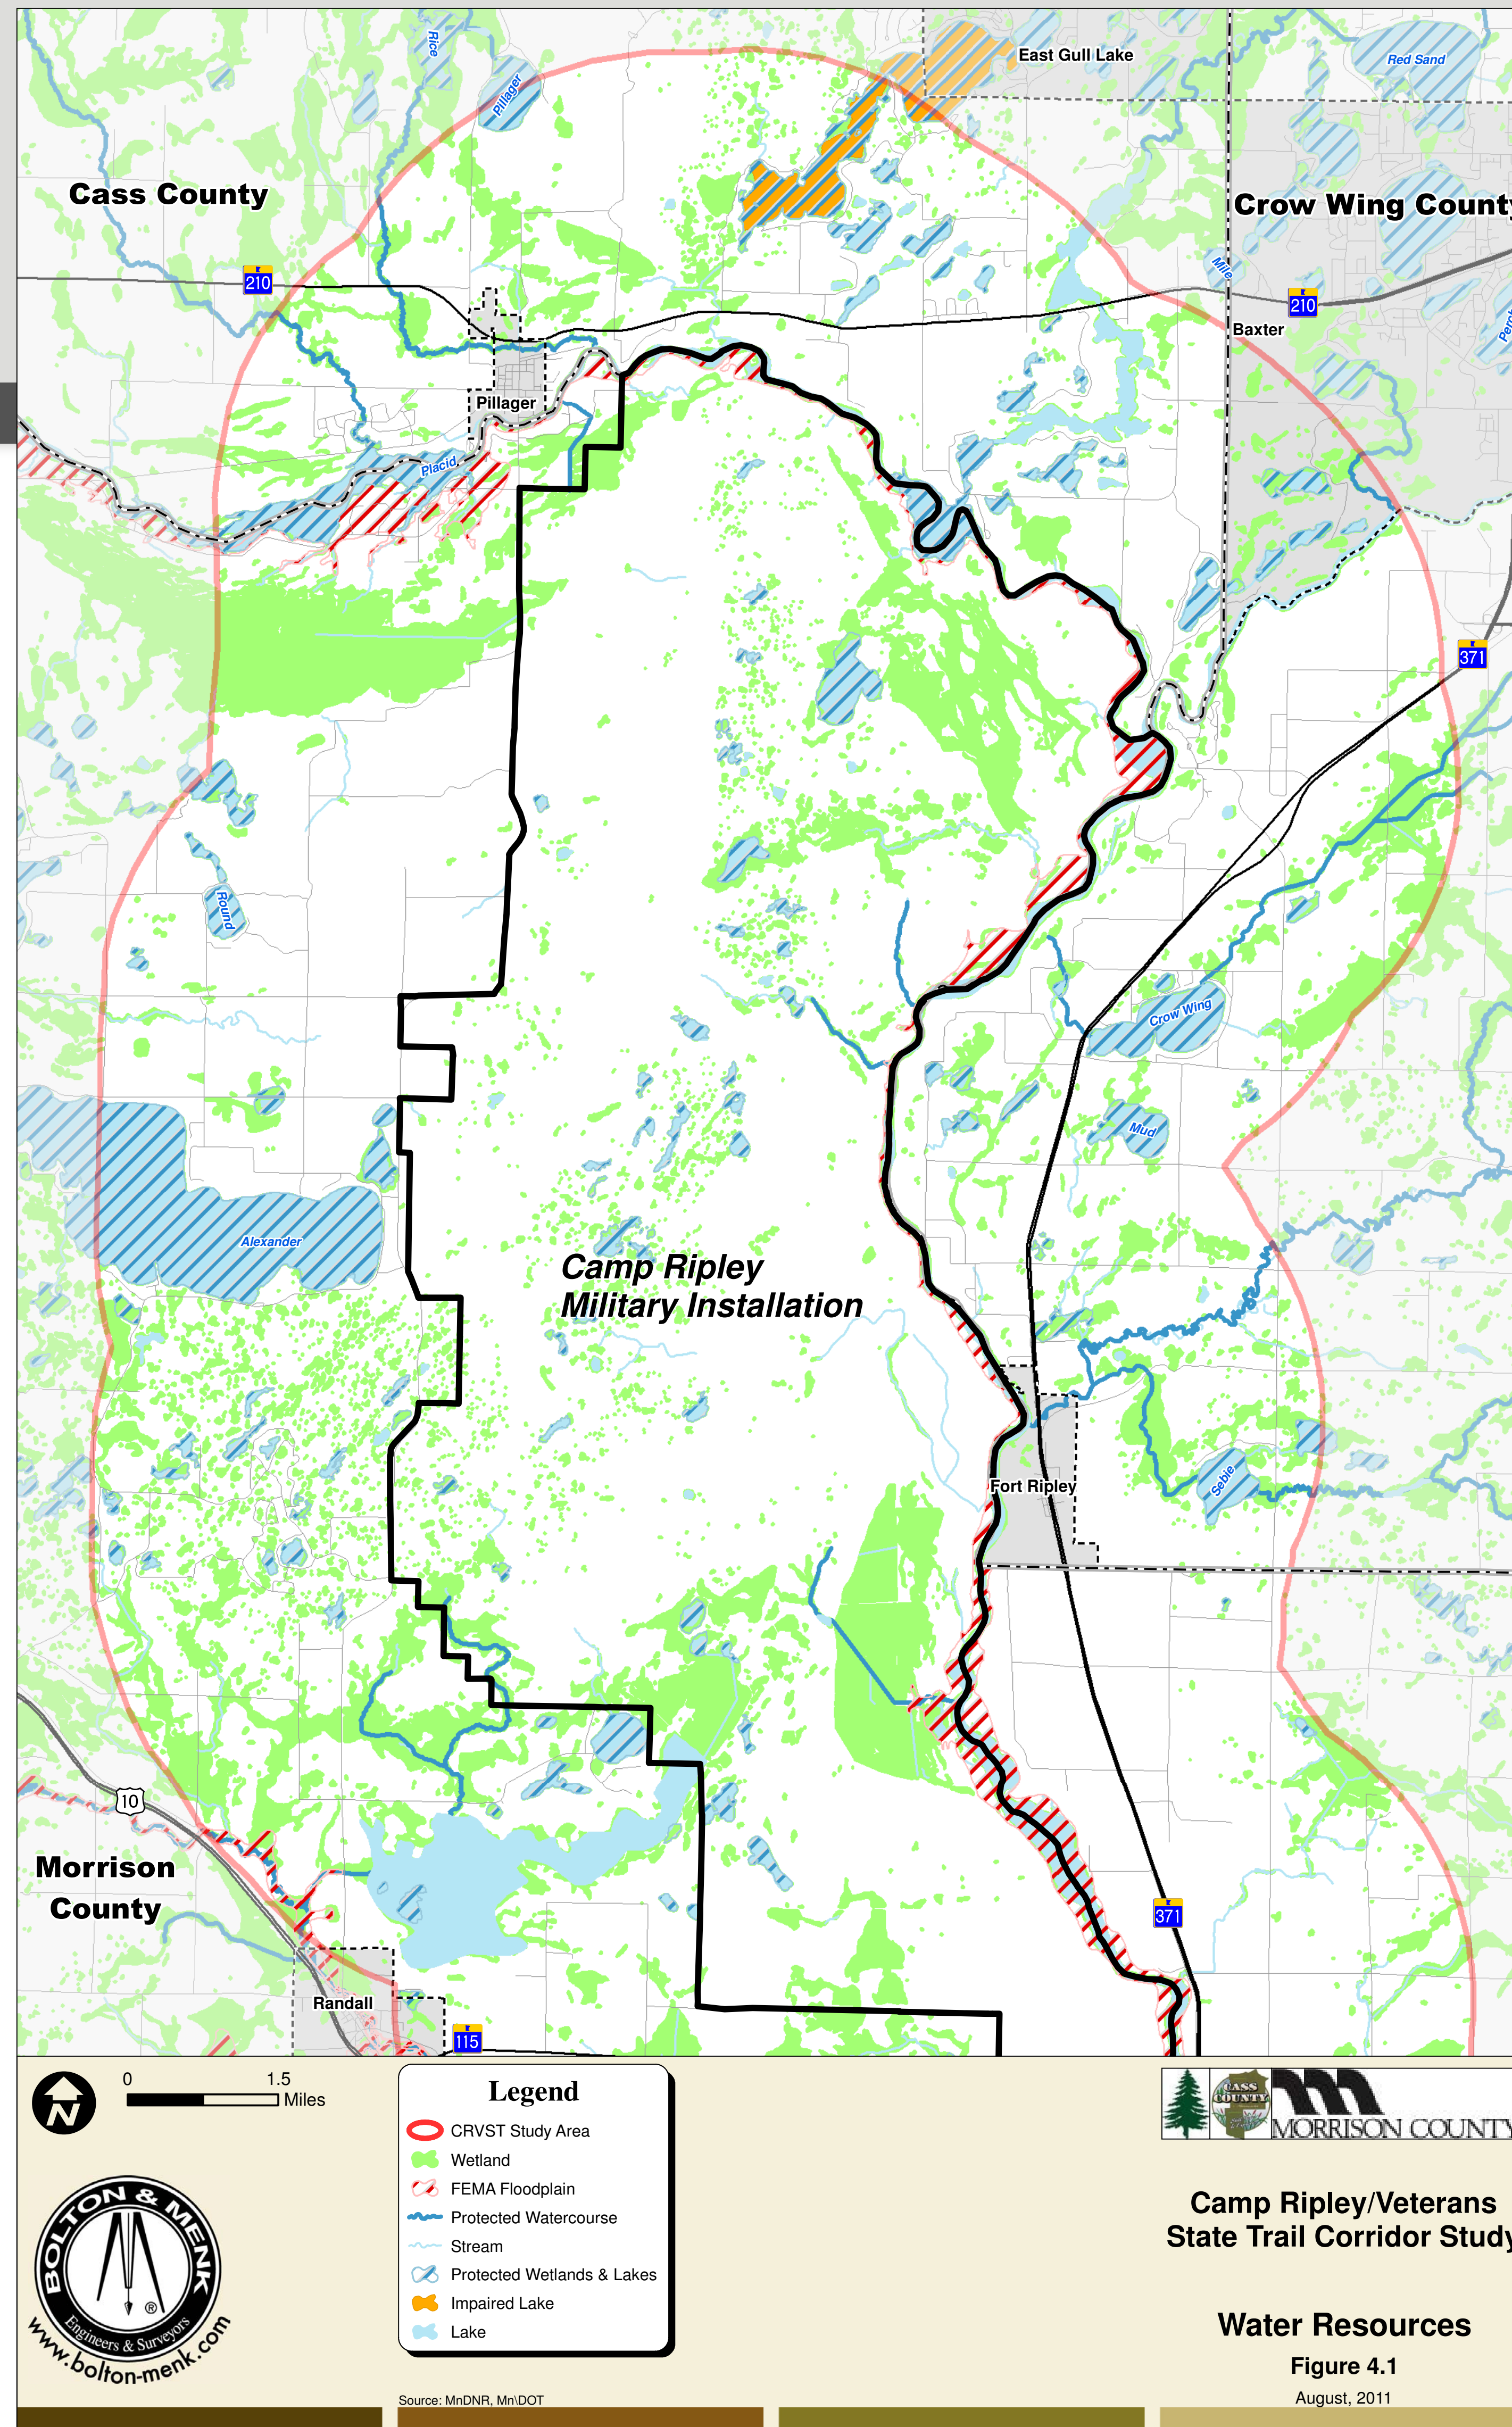 Rice
Pillager
East Gull Lake
Red Sand
Cass County
Crow Wing County
Mile
210
210
Baxter
Perch
Pillager
Placid
371
Round
Crow Wing
Mud
Alexander
Camp Ripley
Military Installation
Fort Ripley
Sebie
10
Morrison
County
371
Randall
115
N
0 1.5
Miles
Legend
CRVST Study Area
Wetland
FEMA Floodplain
Protected Watercourse
Stream
Protected Wetlands & Lakes
Impaired Lake
Lake
CASS
COUNTY
MORRISON COUNTY
BOLTON & MENK
®
Engineers & Surveyors
www.bolton-menk.com
Camp Ripley/Veterans
State Trail Corridor Study
Water Resources
Figure 4.1
August, 2011
Source: MnDNR, Mn\DOT